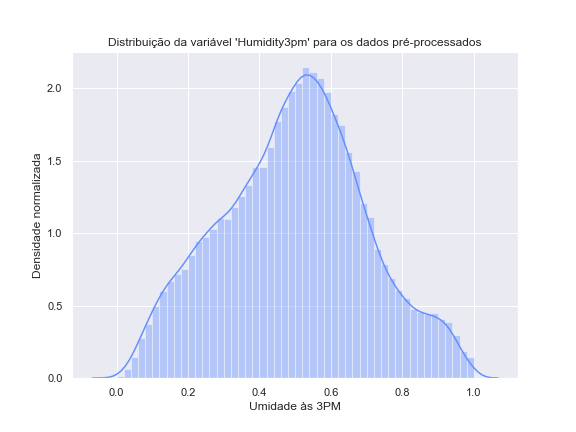 Distribuição da variável 'Humidity3pm' para os dados pré-processados
Densidade normalizada
2.0
1.5
1.0
0.5
0.0
0.0 0.2 0.4 0.6 0.8 1.0
Umidade às 3PM